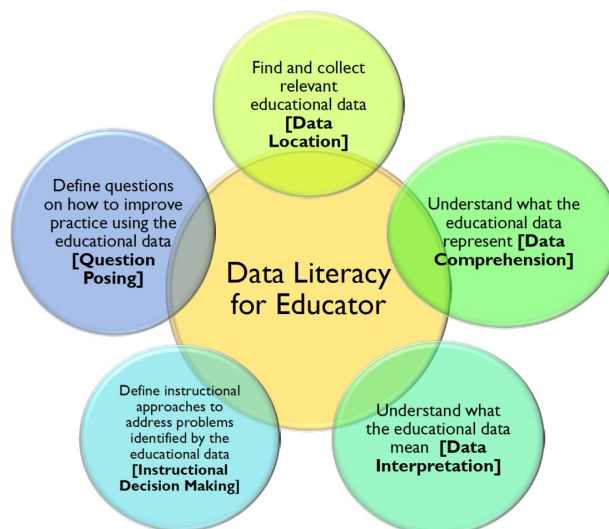 Find and collect
relevant
educational data
[Data
Location]
Understand what the
educational data
represent [Data
Comprehension]
Understand what
the educational data
mean [Data
Interpretation]
Define instructional
approaches to
address problems
identified by the
educational data
[Instructional
Decision Making]
Define questions
on how to improve
practice using the
educational data
[Question
Posing]
Data Literacy
for Educator